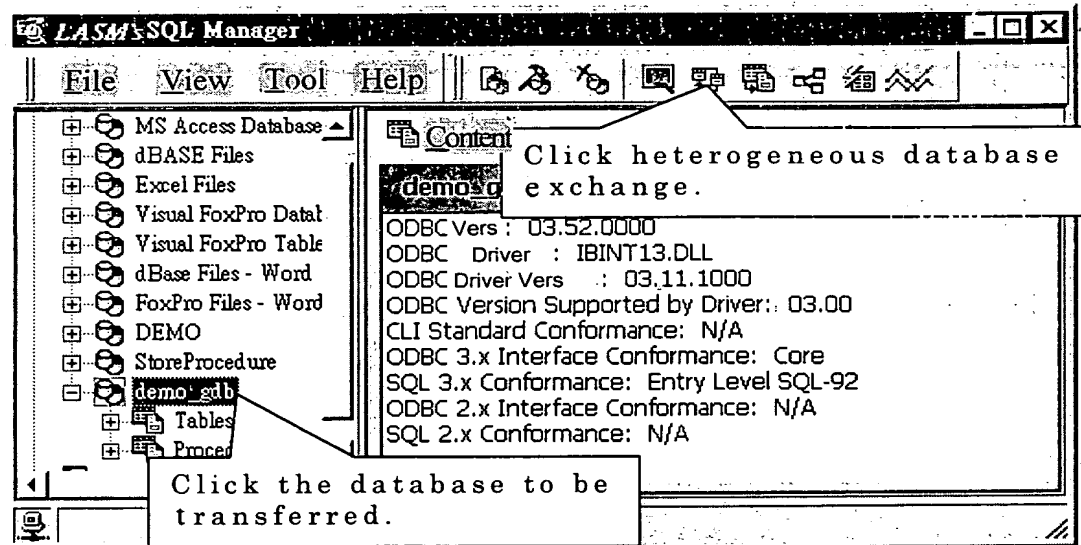 LASM's SQL Manager
File View Tool Help
MS Access Database
dBASE Files
Excel Files
Visual FoxPro Datab
Visual FoxPro Table
dBase Files - Word
FoxPro Files - Word
DEMO
StoreProcedure
demo_gdb
Tables
Proced
Content
demo_g
Click heterogeneous database
exchange.
ODBC Vers : 03.52.0000
ODBC Driver : IBINT13.DLL
ODBC Driver Vers : 03.11.1000
ODBC Version Supported by Driver: 03.00
CLI Standard Conformance: N/A
ODBC 3.x Interface Conformance: Core
SQL 3.x Conformance: Entry Level SQL-92
ODBC 2.x Interface Conformance: N/A
SQL 2.x Conformance: N/A
Click the database to be
transferred.